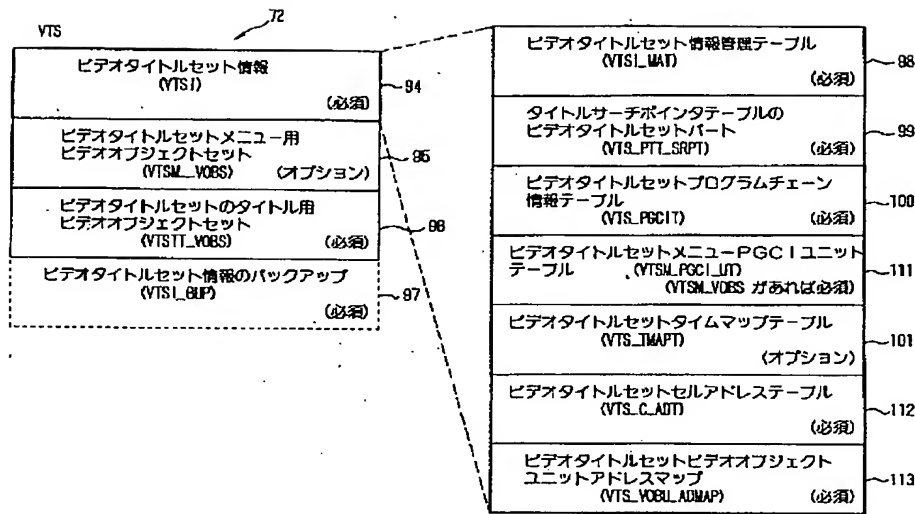 VTS
72
ビデオタイトルセット情報
(VTSI)
(必須)
94
ビデオタイトルセットメニュー用
ビデオオブジェクトセット
(VTSM_VOBS) (オプション)
95
ビデオタイトルセットのタイトル用
ビデオオブジェクトセット
(VTSTT_VOBS) (必須)
96
ビデオタイトルセット情報のバックアップ
(VTSI_BUP)
(必須)
97
ビデオタイトルセット情報管理テーブル
(VTSI_MAT)
(必須)
98
タイトルサーチポインタテーブルの
ビデオタイトルセットパート
(VTS_PTT_SRPT) (必須)
99
ビデオタイトルセットプログラムチェーン
情報テーブル
(VTS_PGCIT) (必須)
100
ビデオタイトルセットメニューPGCIユニット
テーブル (VTSM_PGCI_UT)
(VTSM_VOBS があれば必須)
111
ビデオタイトルセットタイムマップテーブル
(VTS_TMAPT)
(オプション)
101
ビデオタイトルセットセルアドレステーブル
(VTS_C_ADT)
(必須)
112
ビデオタイトルセットビデオオブジェクト
ユニットアドレスマップ
(VTS_VOBU_ADMAP) (必須)
113